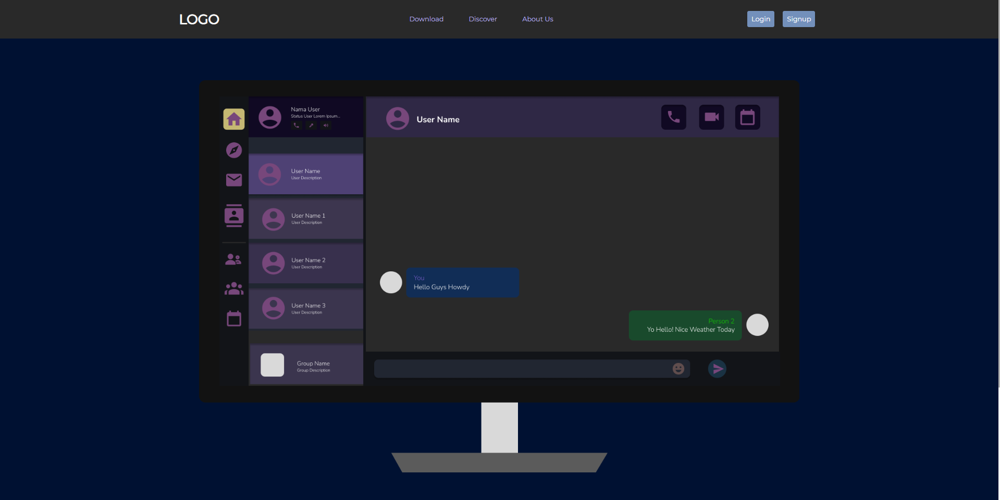 LOGO
Download
Discover
About Us
Login
Signup
Nama User
Status User Lorem Ipsum...
User Name
User Name
User Description
User Name 1
User Description
User Name 2
User Description
User Name 3
User Description
Group Name
Group Description
You
Hello Guys Howdy
Person 2
Yo Hello! Nice Weather Today